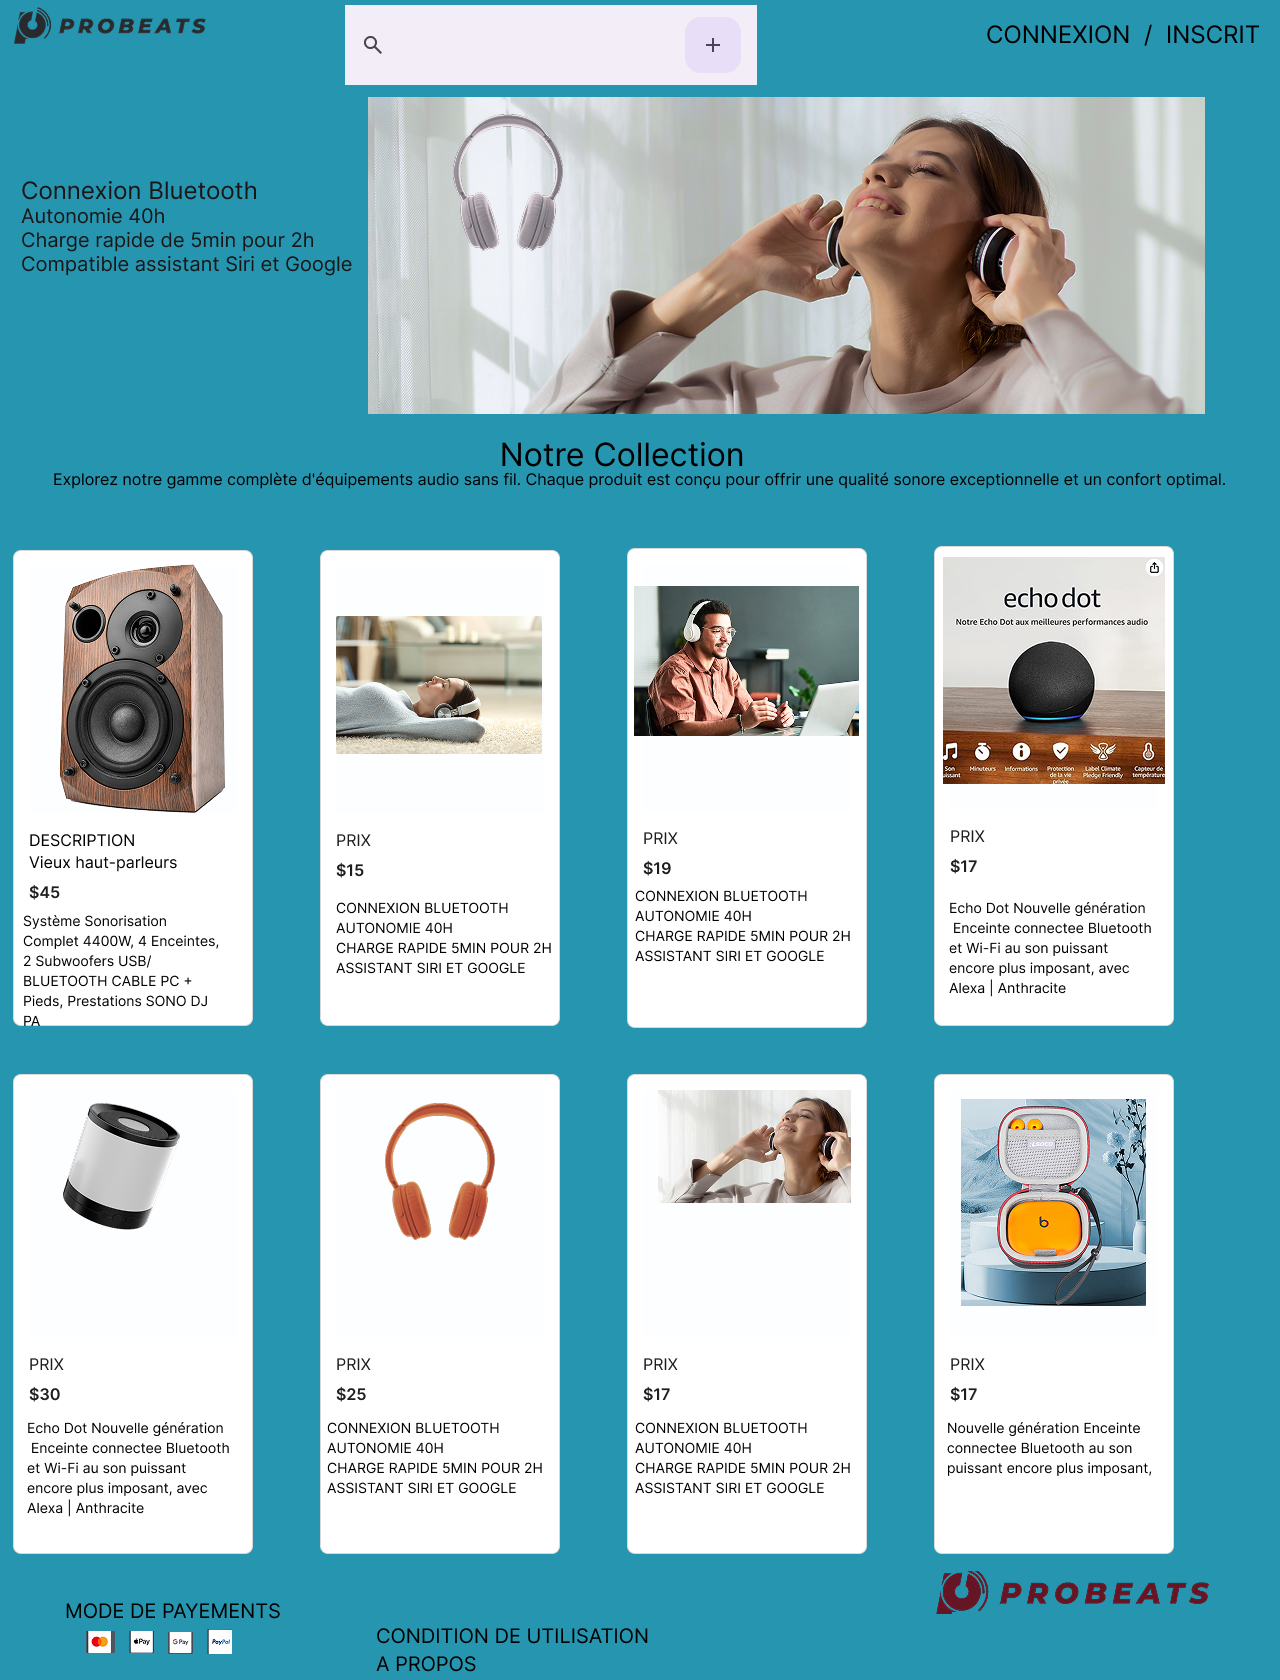 PROBEATS
CONNEXION / INSCRIT
Connexion Bluetooth
Autonomie 40h
Charge rapide de 5min pour 2h
Compatible assistant Siri et Google
Notre Collection
Explorez notre gamme complète d'équipements audio sans fil. Chaque produit est conçu pour offrir une qualité sonore exceptionnelle et un confort optimal.
DESCRIPTION
Vieux haut-parleurs
$45
Système Sonorisation
Complet 4400W, 4 Enceintes,
2 Subwoofers USB/
BLUETOOTH CABLE PC +
Pieds, Prestations SONO DJ
PA
PRIX
$15
CONNEXION BLUETOOTH
AUTONOMIE 40H
CHARGE RAPIDE 5MIN POUR 2H
ASSISTANT SIRI ET GOOGLE
PRIX
$19
CONNEXION BLUETOOTH
AUTONOMIE 40H
CHARGE RAPIDE 5MIN POUR 2H
ASSISTANT SIRI ET GOOGLE
echo dot
Notre Echo Dot aux meilleures performances audio
Son
uissant
Minuteurs
Informations
Protection
de la vie
privée
Label Climate
Pledge Friendly
Capteur de
température
PRIX
$17
Echo Dot Nouvelle génération
Enceinte connectee Bluetooth
et Wi-Fi au son puissant
encore plus imposant, avec
Alexa | Anthracite
PRIX
$30
Echo Dot Nouvelle génération
Enceinte connectee Bluetooth
et Wi-Fi au son puissant
encore plus imposant, avec
Alexa | Anthracite
PRIX
$25
CONNEXION BLUETOOTH
AUTONOMIE 40H
CHARGE RAPIDE 5MIN POUR 2H
ASSISTANT SIRI ET GOOGLE
PRIX
$17
CONNEXION BLUETOOTH
AUTONOMIE 40H
CHARGE RAPIDE 5MIN POUR 2H
ASSISTANT SIRI ET GOOGLE
b
PRIX
$17
Nouvelle génération Enceinte
connectee Bluetooth au son
puissant encore plus imposant,
PROBEATS
MODE DE PAYEMENTS
Pay
G Pay
PayPal
CONDITION DE UTILISATION
A PROPOS